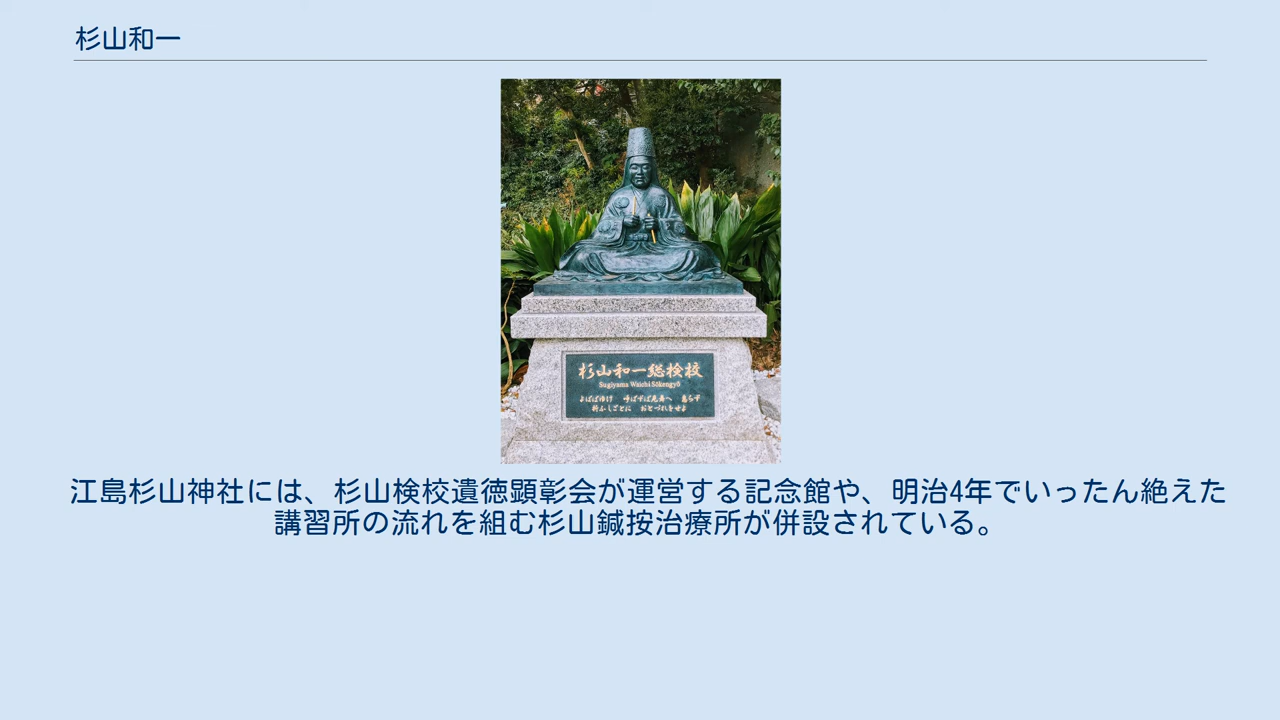 杉山和一
杉山和一総検校
Sugiyama Waichi Sōkengyō
江島杉山神社には、杉山検校遺徳顕彰会が運営する記念館や、明治4年でいったん絶えた
講習所の流れを組む杉山鍼按治療所が併設されている。